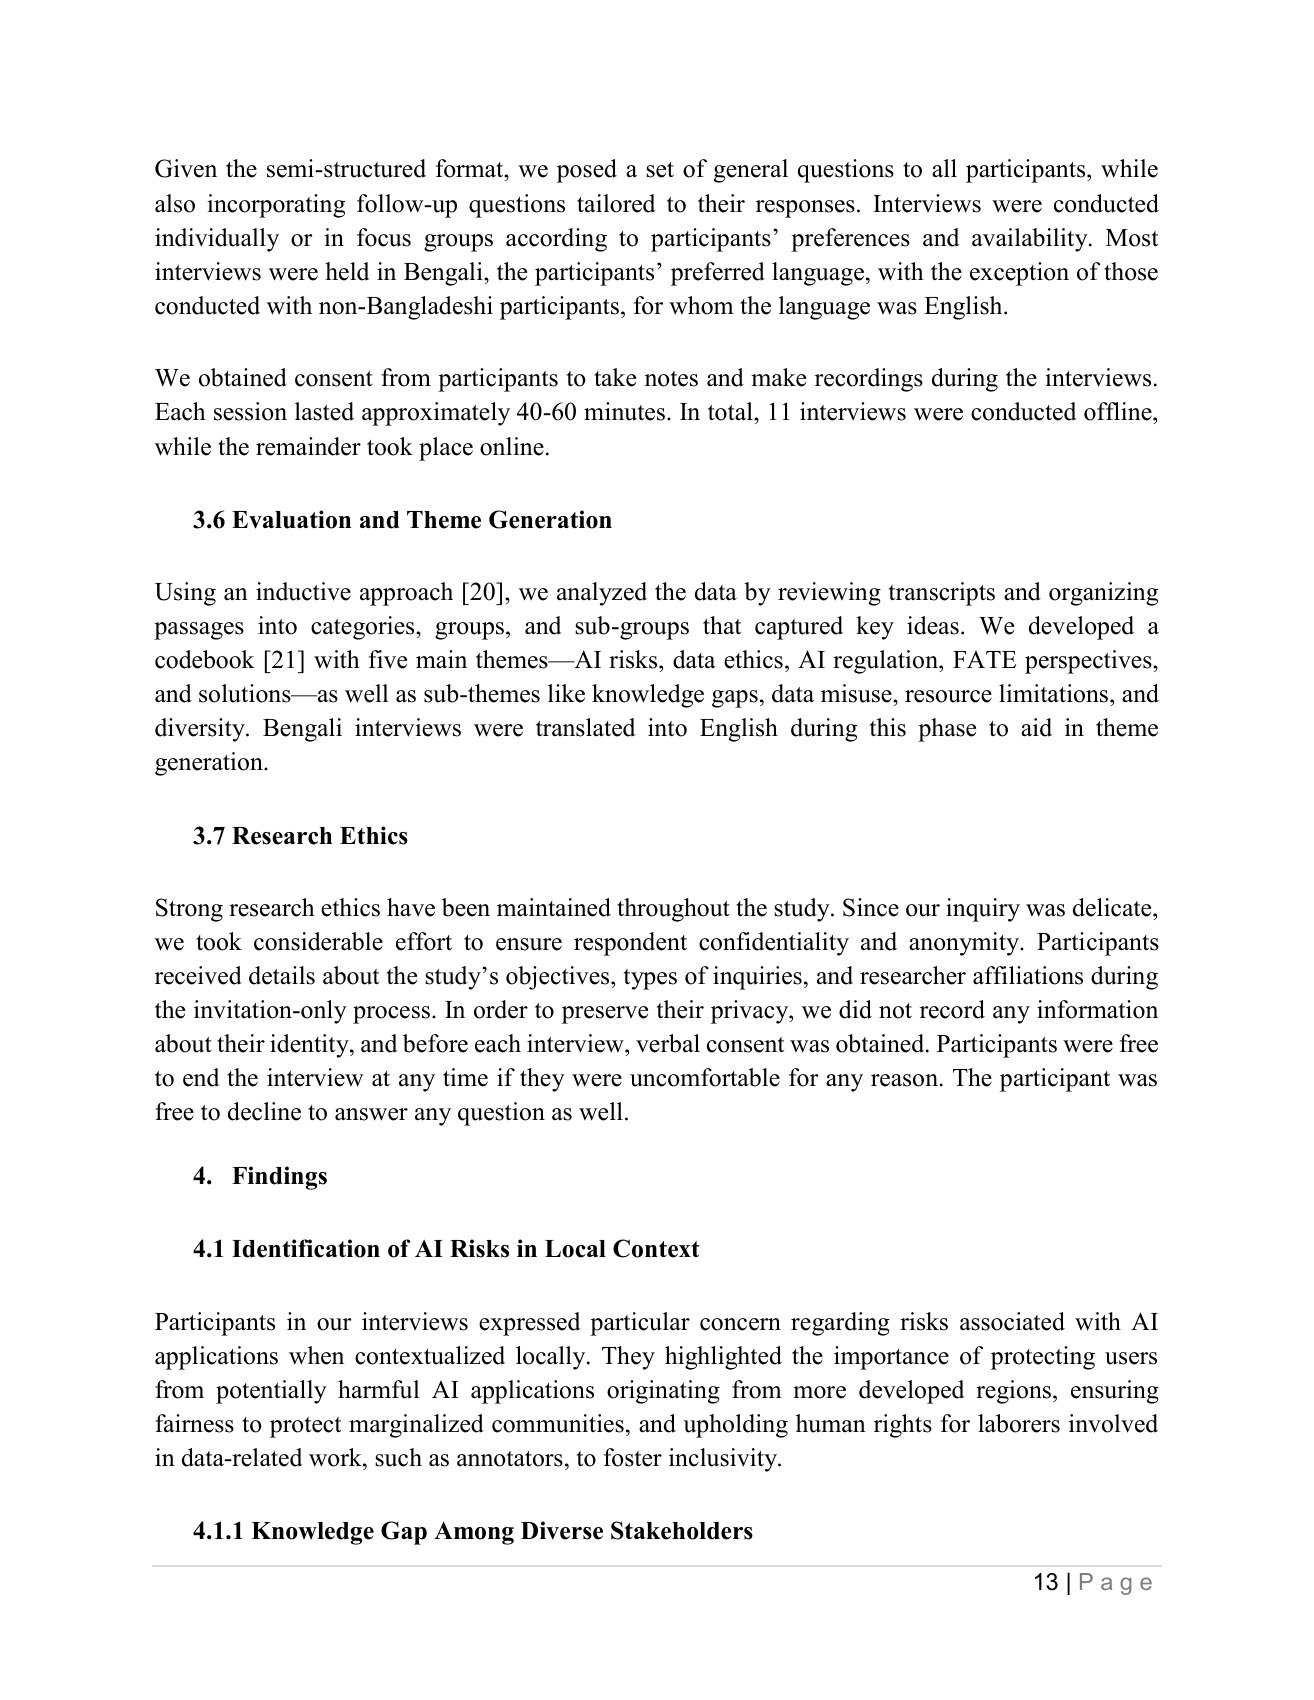 Given the semi-structured format, we posed a set of general questions to all participants, while
also incorporating follow-up questions tailored to their responses. Interviews were conducted
individually or in focus groups according to participants’ preferences and availability. Most
interviews were held in Bengali, the participants’ preferred language, with the exception of those
conducted with non-Bangladeshi participants, for whom the language was English.
We obtained consent from participants to take notes and make recordings during the interviews.
Each session lasted approximately 40-60 minutes. In total, 11 interviews were conducted offline,
while the remainder took place online.
3.6 Evaluation and Theme Generation
Using an inductive approach [20], we analyzed the data by reviewing transcripts and organizing
passages into categories, groups, and sub-groups that captured key ideas. We developed a
codebook [21] with five main themes—AI risks, data ethics, AI regulation, FATE perspectives,
and solutions—as well as sub-themes like knowledge gaps, data misuse, resource limitations, and
diversity. Bengali interviews were translated into English during this phase to aid in theme
generation.
3.7 Research Ethics
Strong research ethics have been maintained throughout the study. Since our inquiry was delicate,
we took considerable effort to ensure respondent confidentiality and anonymity. Participants
received details about the study’s objectives, types of inquiries, and researcher affiliations during
the invitation-only process. In order to preserve their privacy, we did not record any information
about their identity, and before each interview, verbal consent was obtained. Participants were free
to end the interview at any time if they were uncomfortable for any reason. The participant was
free to decline to answer any question as well.
4. Findings
4.1 Identification of AI Risks in Local Context
Participants in our interviews expressed particular concern regarding risks associated with AI
applications when contextualized locally. They highlighted the importance of protecting users
from potentially harmful AI applications originating from more developed regions, ensuring
fairness to protect marginalized communities, and upholding human rights for laborers involved
in data-related work, such as annotators, to foster inclusivity.
4.1.1 Knowledge Gap Among Diverse Stakeholders
13 | P a g e